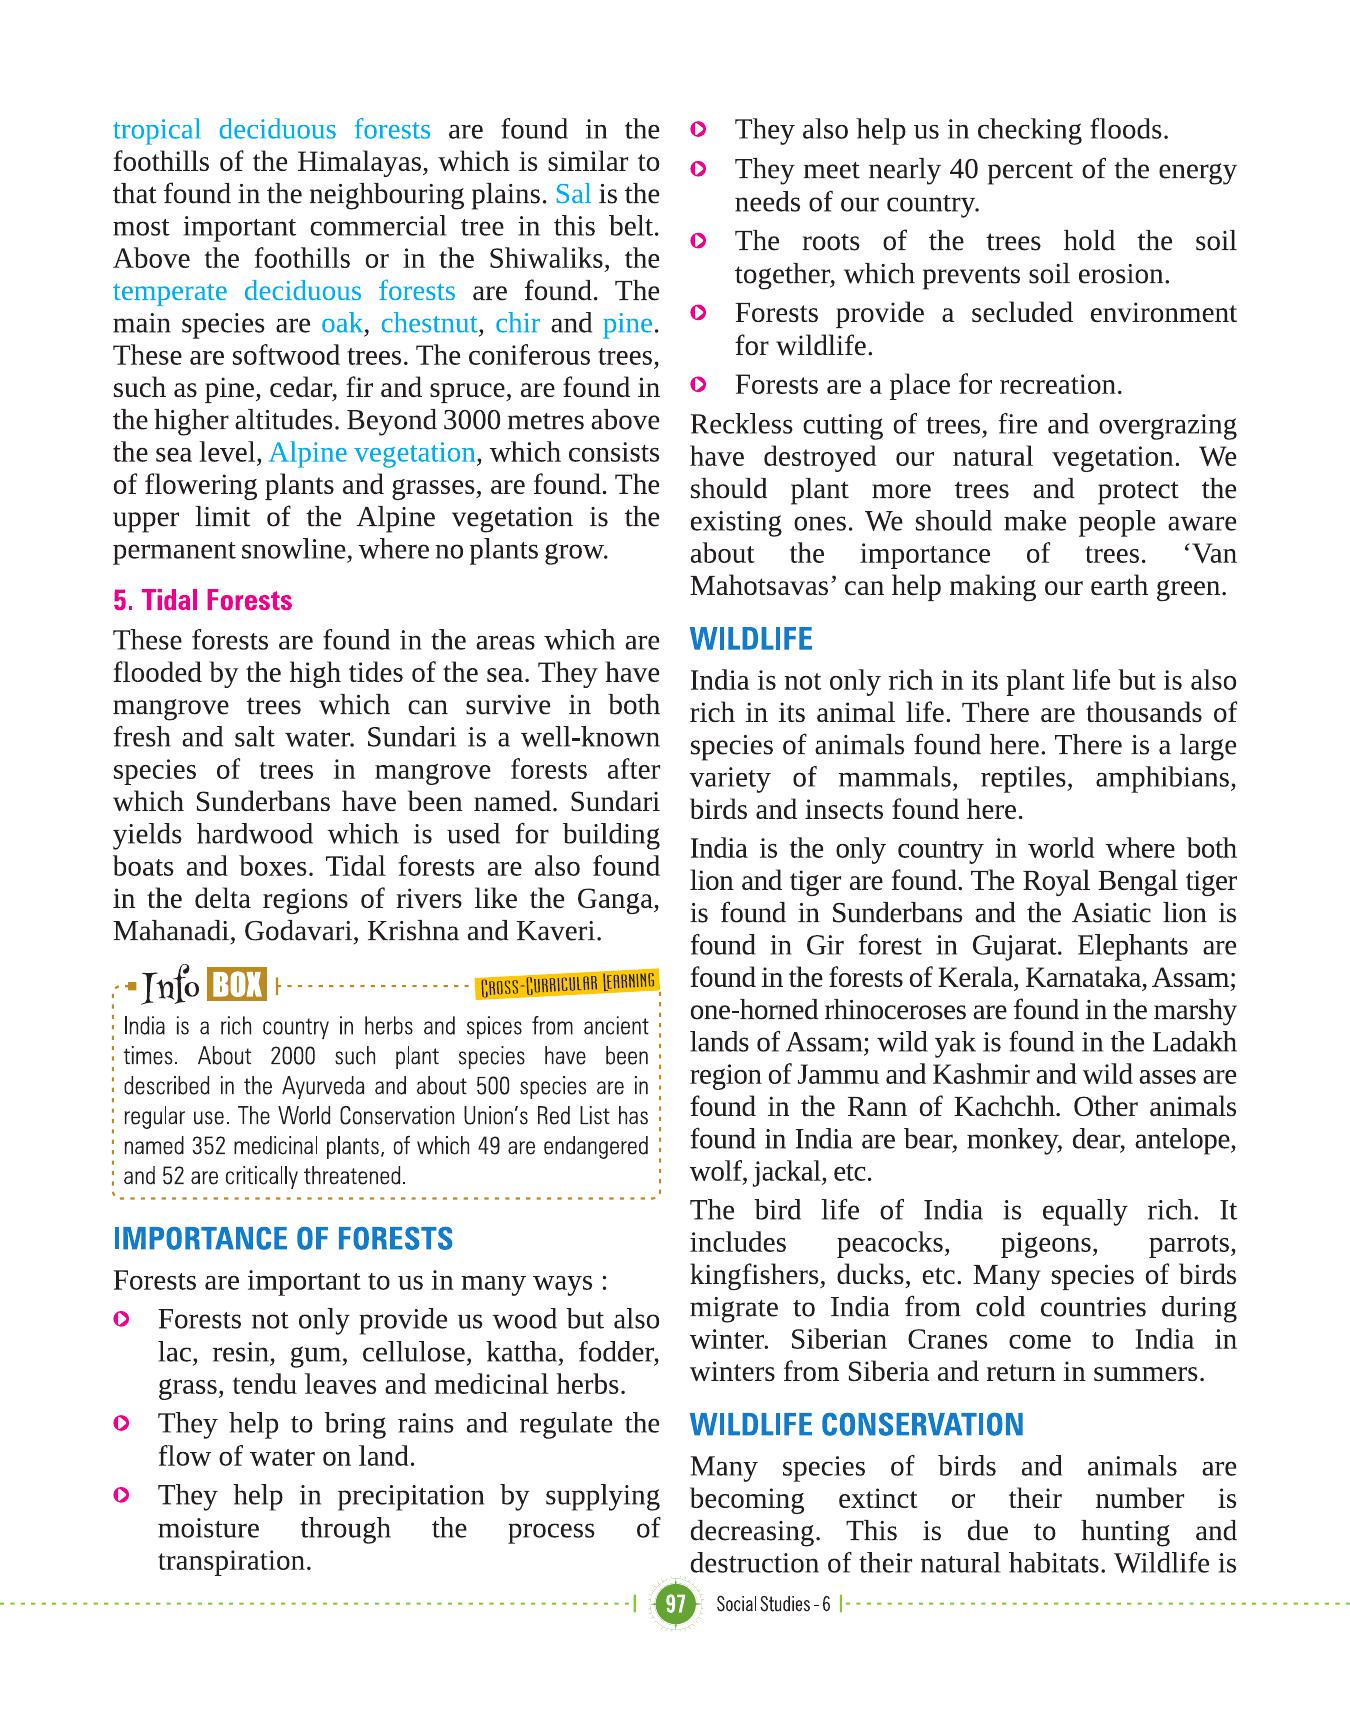 tropical deciduous forests are found in the
foothills of the Himalayas, which is similar to
that found in the neighbouring plains. Sal is the
most important commercial tree in this belt.
Above the foothills or in the Shiwaliks, the
temperate deciduous forests are found. The
main species are oak, chestnut, chir and pine.
These are softwood trees. The coniferous trees,
such as pine, cedar, fir and spruce, are found in
the higher altitudes. Beyond 3000 metres above
the sea level, Alpine vegetation, which consists
of flowering plants and grasses, are found. The
upper limit of the Alpine vegetation is the
permanent snowline, where no plants grow.
5. Tidal Forests
These forests are found in the areas which are
flooded by the high tides of the sea. They have
mangrove trees which can survive in both
fresh and salt water. Sundari is a well-known
species of trees in mangrove forests after
which Sunderbans have been named. Sundari
yields hardwood which is used for building
boats and boxes. Tidal forests are also found
in the delta regions of rivers like the Ganga,
Mahanadi, Godavari, Krishna and Kaveri.
Info BOX
CROSS-CURRICULAR LEARNING
India is a rich country in herbs and spices from ancient
times. About 2000 such plant species have been
described in the Ayurveda and about 500 species are in
regular use. The World Conservation Union's Red List has
named 352 medicinal plants, of which 49 are endangered
and 52 are critically threatened.
IMPORTANCE OF FORESTS
Forests are important to us in many ways :
Forests not only provide us wood but also
lac, resin, gum, cellulose, kattha, fodder,
grass, tendu leaves and medicinal herbs.
They help to bring rains and regulate the
flow of water on land.
They help in precipitation by supplying
moisture through the process of
transpiration.
They also help us in checking floods.
They meet nearly 40 percent of the energy
needs of our country.
The roots of the trees hold the soil
together, which prevents soil erosion.
Forests provide a secluded environment
for wildlife.
Forests are a place for recreation.
Reckless cutting of trees, fire and overgrazing
have destroyed our natural vegetation. We
should plant more trees and protect the
existing ones. We should make people aware
about the importance of trees. ‘Van
Mahotsavas’ can help making our earth green.
WILDLIFE
India is not only rich in its plant life but is also
rich in its animal life. There are thousands of
species of animals found here. There is a large
variety of mammals, reptiles, amphibians,
birds and insects found here.
India is the only country in world where both
lion and tiger are found. The Royal Bengal tiger
is found in Sunderbans and the Asiatic lion is
found in Gir forest in Gujarat. Elephants are
found in the forests of Kerala, Karnataka, Assam;
one-horned rhinoceroses are found in the marshy
lands of Assam; wild yak is found in the Ladakh
region of Jammu and Kashmir and wild asses are
found in the Rann of Kachchh. Other animals
found in India are bear, monkey, dear, antelope,
wolf, jackal, etc.
The bird life of India is equally rich. It
includes peacocks, pigeons, parrots,
kingfishers, ducks, etc. Many species of birds
migrate to India from cold countries during
winter. Siberian Cranes come to India in
winters from Siberia and return in summers.
WILDLIFE CONSERVATION
Many species of birds and animals are
becoming extinct or their number is
decreasing. This is due to hunting and
destruction of their natural habitats. Wildlife is
97 Social Studies - 6